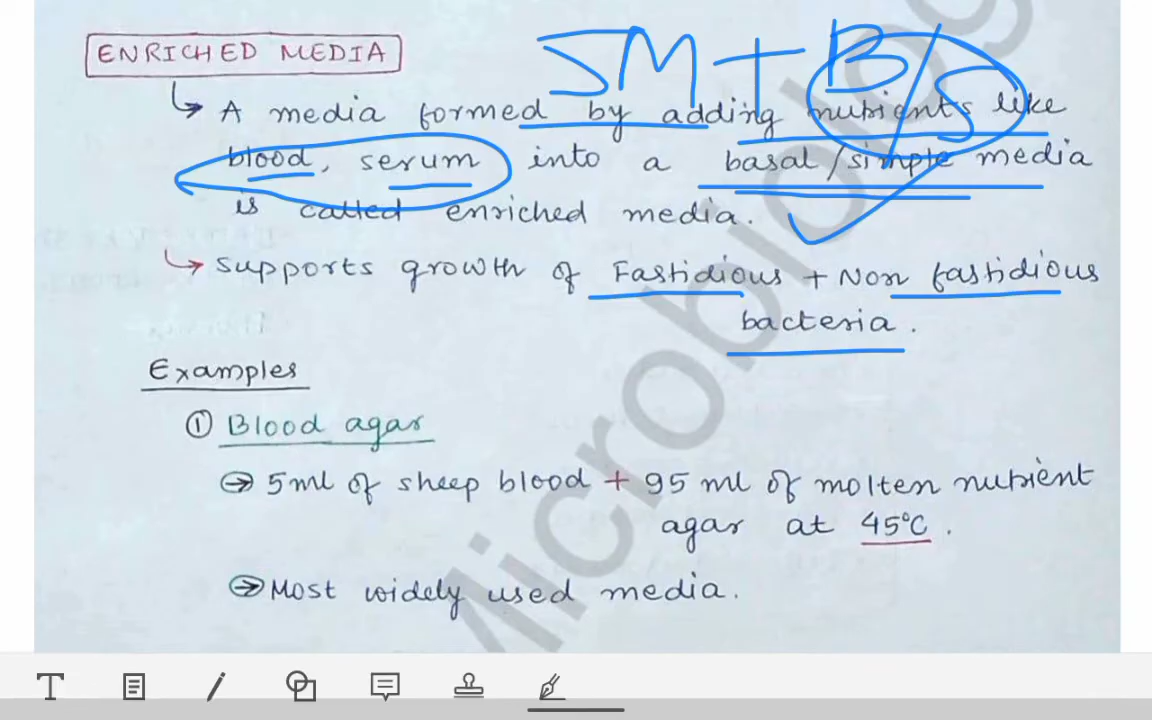 ENRICHED MEDIA
SM + B/S
A media formed by adding nutrients like
blood, serum into a basal/simple media
is called enriched media.
supports growth of Fastidious + Non fastidious
bacteria.
Examples
① Blood agar
5ml of sheep blood + 95 ml of molten nutrient
agar at 45°C.
Most widely used media.
Microbiolog
T